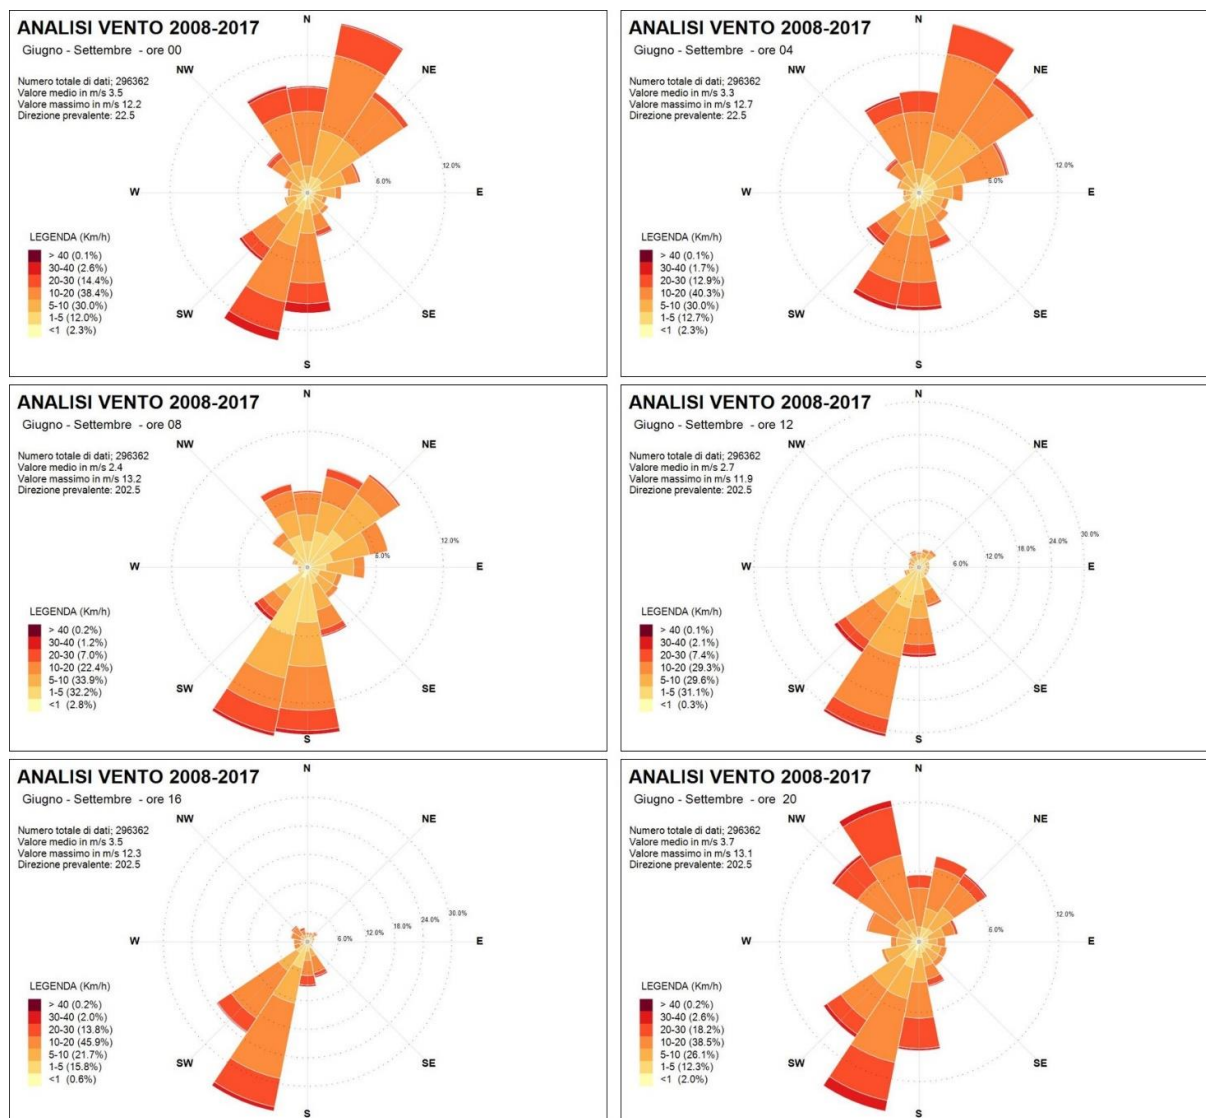 ANALISI VENTO 2008-2017
Giugno - Settembre - ore 00
Numero totale di dati; 296362
Valore medio in m/s 3.5
Valore massimo in m/s 12.2
Direzione prevalente: 22.5
N
NW
NE
12.0%
6.0%
W
E
LEGENDA (Km/h)
> 40 (0.1%)
30-40 (2.6%)
20-30 (14.4%)
10-20 (38.4%)
5-10 (30.0%)
1-5 (12.0%)
<1 (2.3%)
SW
SE
S
ANALISI VENTO 2008-2017
Giugno - Settembre - ore 04
Numero totale di dati; 296362
Valore medio in m/s 3.3
Valore massimo in m/s 12.7
Direzione prevalente: 22.5
N
NW
NE
12.0%
6.0%
W
E
LEGENDA (Km/h)
> 40 (0.1%)
30-40 (1.7%)
20-30 (12.9%)
10-20 (40.3%)
5-10 (30.0%)
1-5 (12.7%)
<1 (2.3%)
SW
SE
S
ANALISI VENTO 2008-2017
Giugno - Settembre - ore 08
Numero totale di dati; 296362
Valore medio in m/s 2.4
Valore massimo in m/s 13.2
Direzione prevalente: 202.5
N
NW
NE
12.0%
6.0%
W
E
LEGENDA (Km/h)
> 40 (0.2%)
30-40 (1.2%)
20-30 (7.0%)
10-20 (22.4%)
5-10 (33.9%)
1-5 (32.2%)
<1 (2.8%)
SW
SE
S
ANALISI VENTO 2008-2017
Giugno - Settembre - ore 12
Numero totale di dati; 296362
Valore medio in m/s 2.7
Valore massimo in m/s 11.9
Direzione prevalente: 202.5
N
NW
NE
30.0%
24.0%
18.0%
12.0%
6.0%
W
E
LEGENDA (Km/h)
> 40 (0.1%)
30-40 (2.1%)
20-30 (7.4%)
10-20 (29.3%)
5-10 (29.6%)
1-5 (31.1%)
<1 (0.3%)
SW
SE
S
ANALISI VENTO 2008-2017
Giugno - Settembre - ore 16
Numero totale di dati; 296362
Valore medio in m/s 3.5
Valore massimo in m/s 12.3
Direzione prevalente: 202.5
N
NW
NE
30.0%
24.0%
18.0%
12.0%
6.0%
W
E
LEGENDA (Km/h)
> 40 (0.2%)
30-40 (2.0%)
20-30 (13.8%)
10-20 (45.9%)
5-10 (21.7%)
1-5 (15.8%)
<1 (0.6%)
SW
SE
S
ANALISI VENTO 2008-2017
Giugno - Settembre - ore 20
Numero totale di dati; 296362
Valore medio in m/s 3.7
Valore massimo in m/s 13.1
Direzione prevalente: 202.5
N
NW
NE
12.0%
6.0%
W
E
LEGENDA (Km/h)
> 40 (0.2%)
30-40 (2.6%)
20-30 (18.2%)
10-20 (38.5%)
5-10 (26.1%)
1-5 (12.3%)
<1 (2.0%)
SW
SE
S